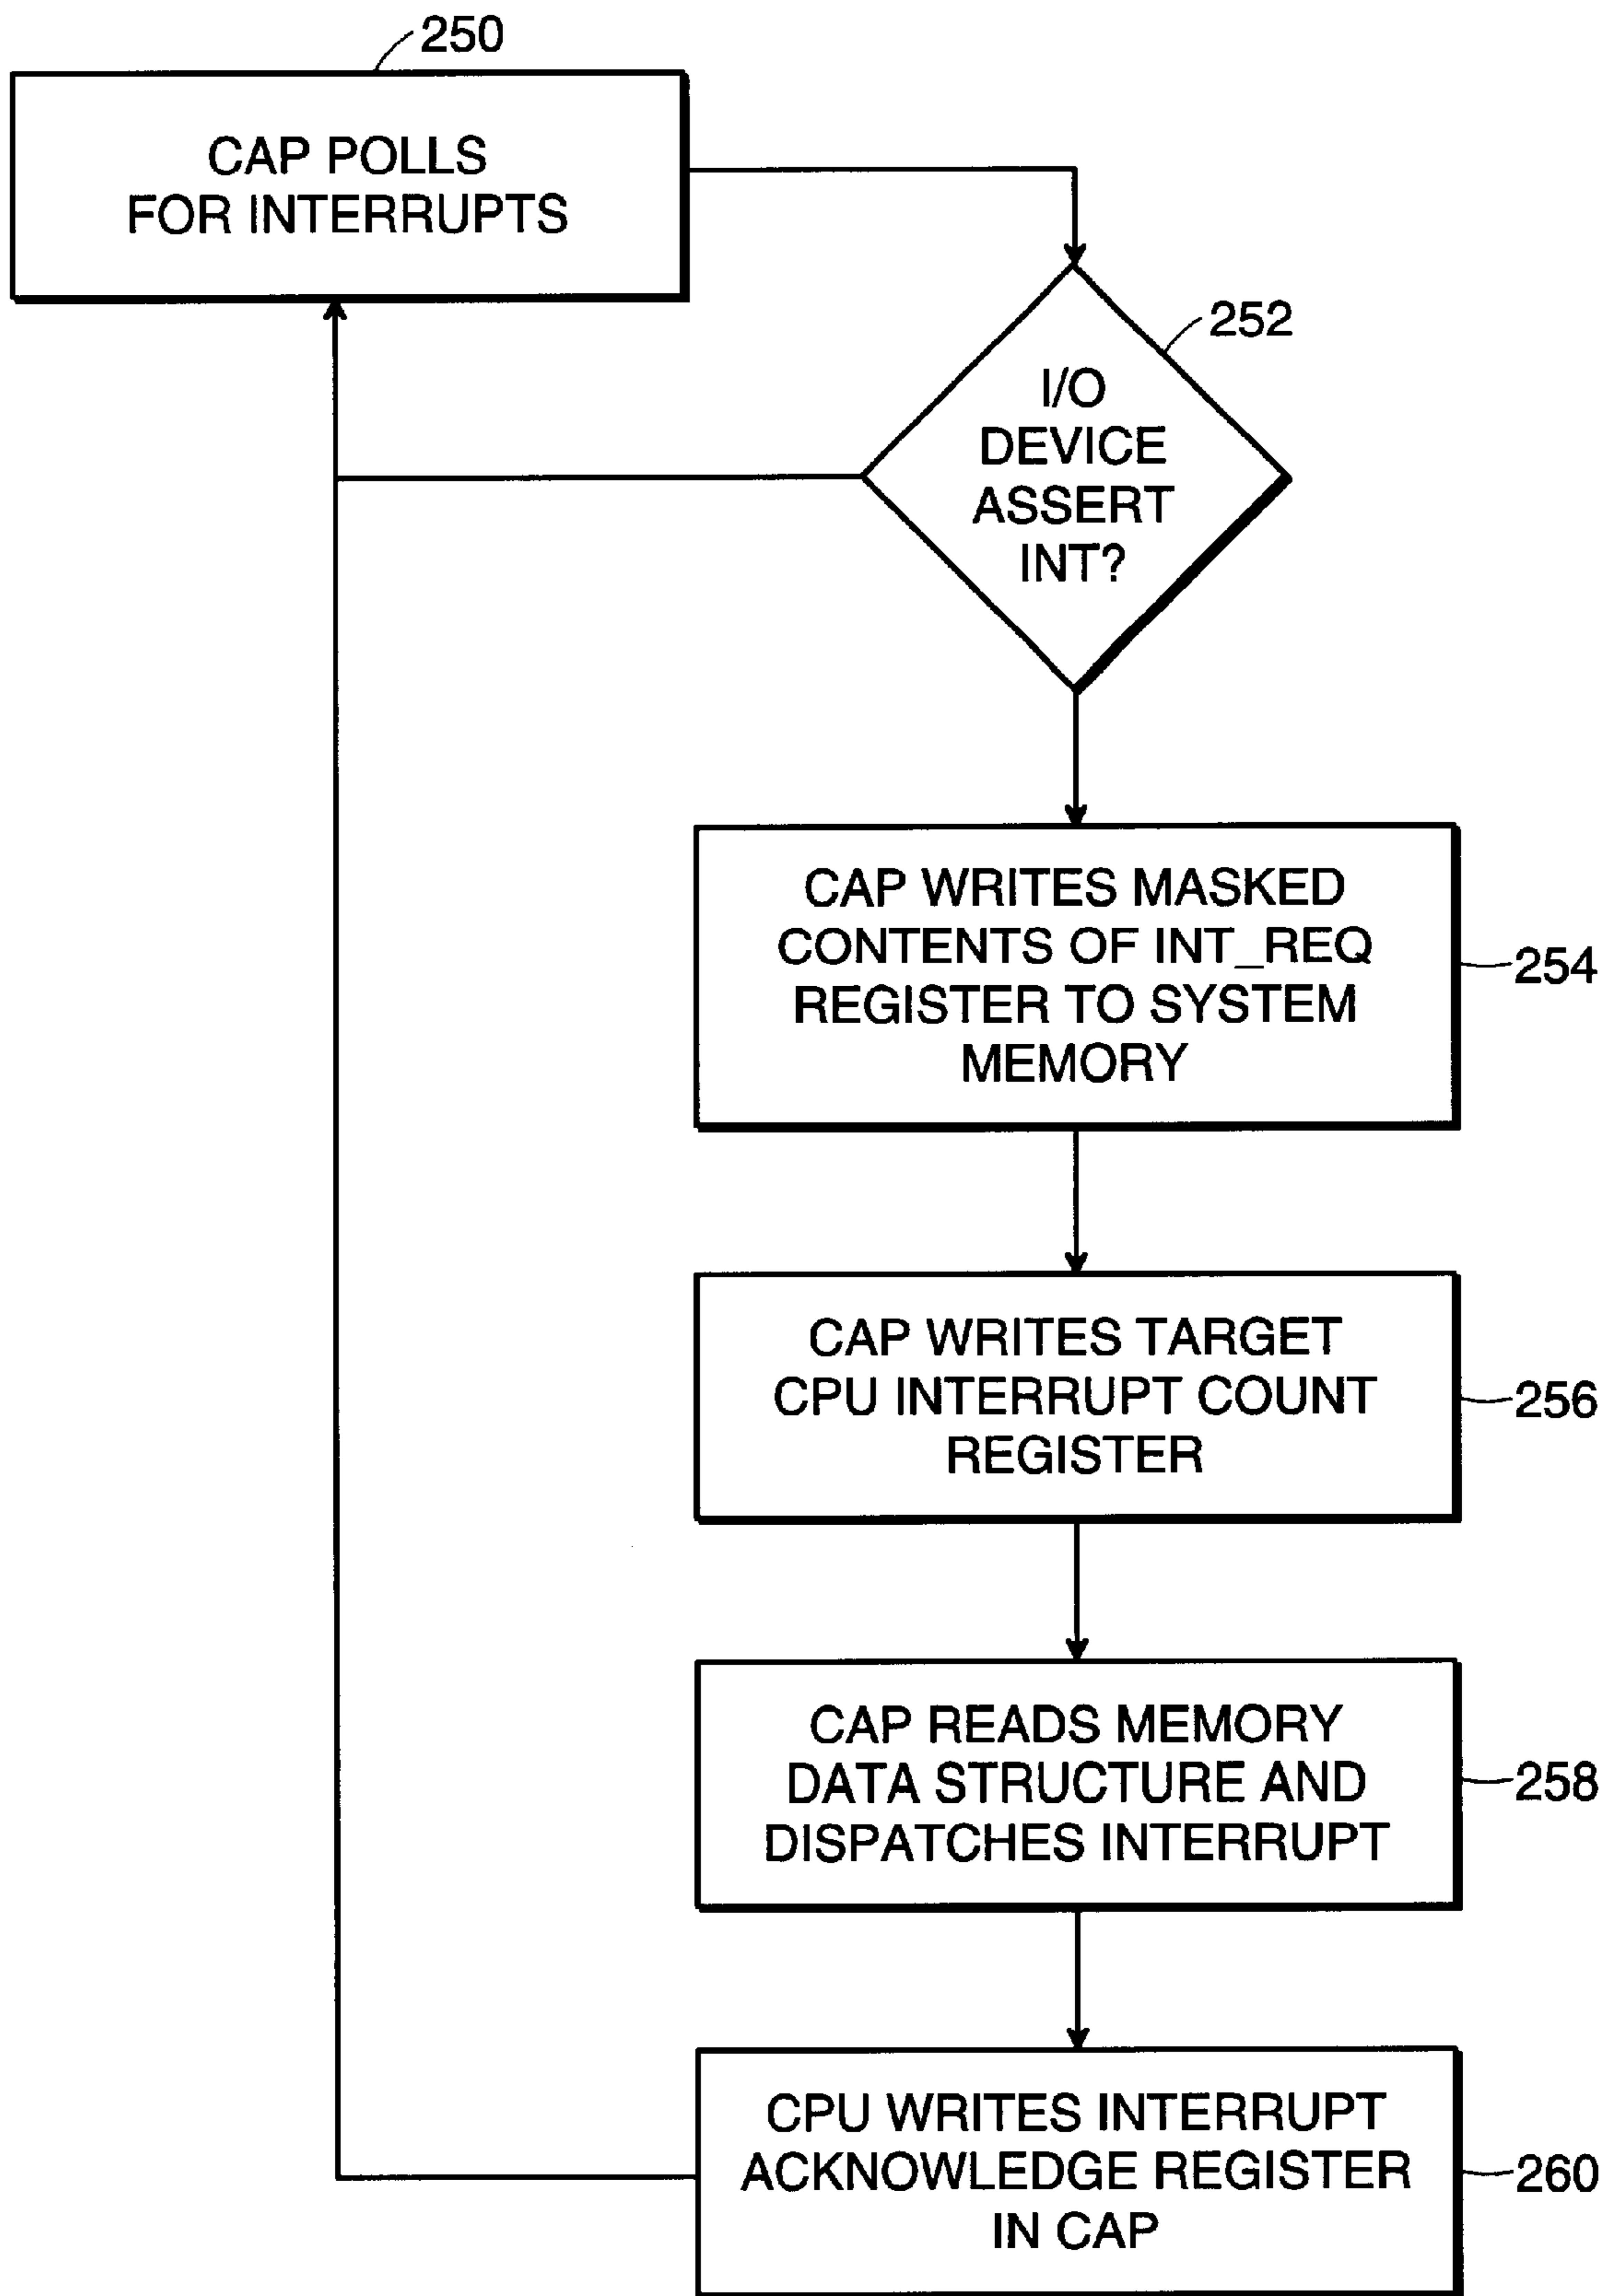 250
CAP POLLS
FOR INTERRUPTS
252
I/O
DEVICE
ASSERT
INT?
CAP WRITES MASKED
CONTENTS OF INT_REQ
REGISTER TO SYSTEM
MEMORY
254
CAP WRITES TARGET
CPU INTERRUPT COUNT
REGISTER
256
CAP READS MEMORY
DATA STRUCTURE AND
DISPATCHES INTERRUPT
258
CPU WRITES INTERRUPT
ACKNOWLEDGE REGISTER
IN CAP
260